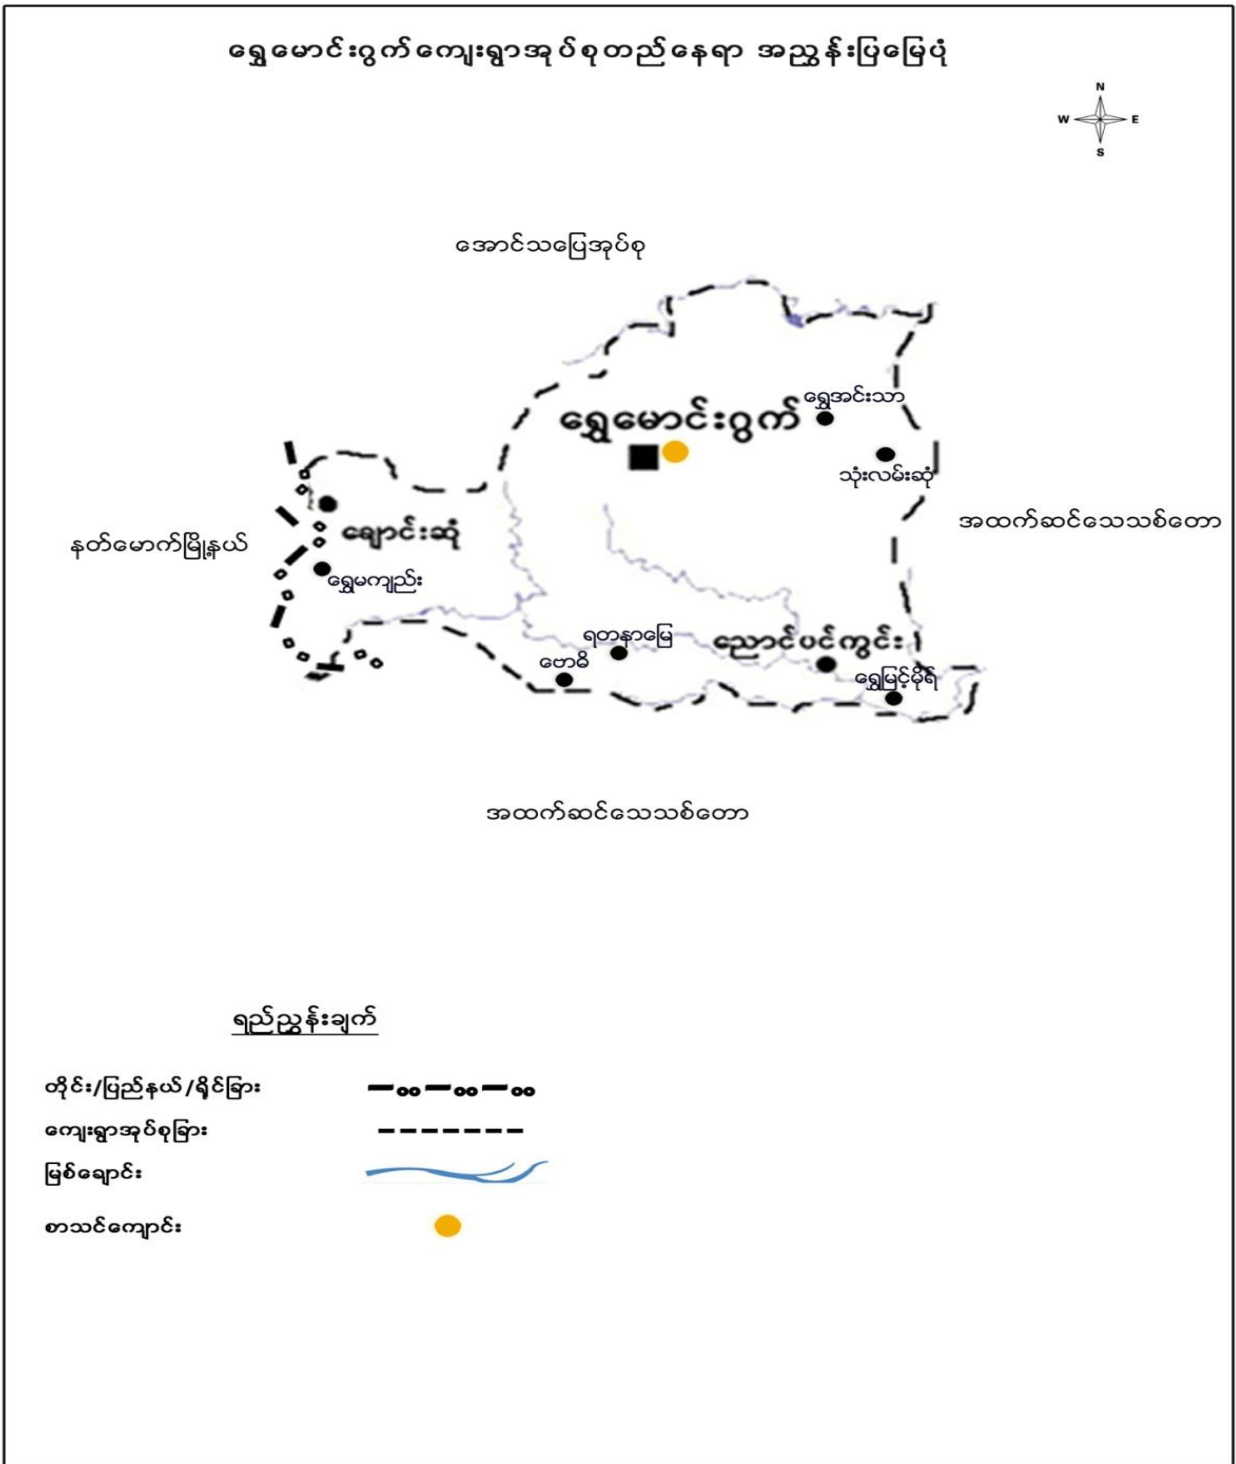 ရွှေမောင်းဂွက်ကျေးရွာအုပ်စုတည်နေရာ အညွှန်းပြမြေပုံ
N
W E
S
အောင်သပြေအုပ်စု
ရွှေအင်းသာ
ရွှေမောင်းဂွက်
သုံးလမ်းဆုံ
အထက်ဆင်သေသစ်တော
ချောင်းဆုံ
နတ်မောက်မြို့နယ်
ရွှေမကျည်း
ရတနာမြေ
ညောင်ပင်ကွင်း
ဗောဓိ
ရွှေမြင့်မိုရ်
အထက်ဆင်သေသစ်တော
ရည်ညွှန်းချက်
တိုင်း/ပြည်နယ်/ရိုင်ခြား
ကျေးရွာအုပ်စုခြား
မြစ်ချောင်း
စာသင်ကျောင်း